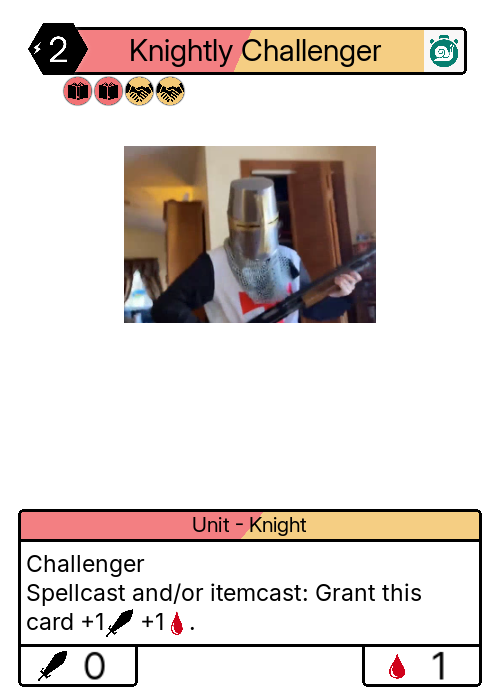 2
Knightly Challenger
Unit - Knight
Challenger
Spellcast and/or itemcast: Grant this
card +1 +1 .
0
1